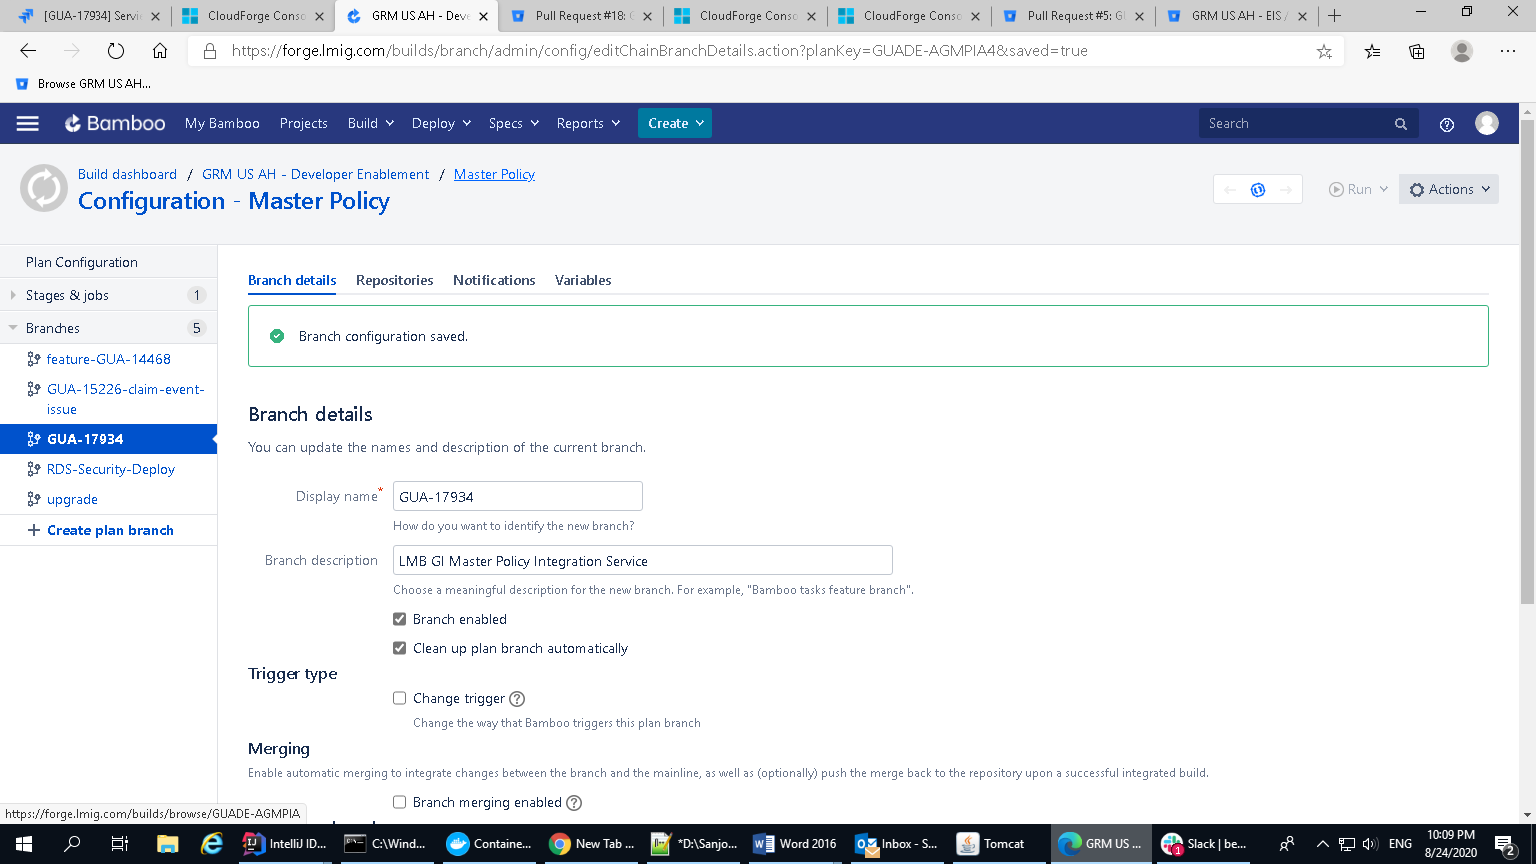 [GUA-17934] Servi
CloudForge Conso
GRM US AH - Deve
Pull Request #18: G
CloudForge Conso
CloudForge Conso
Pull Request #5: GU
GRM US AH - EIS /
https://forge.lmig.com/builds/branch/admin/config/editChainBranchDetails.action?planKey=GUADE-AGMPIA4&saved=true
Browse GRM US AH...
Bamboo My Bamboo Projects Build Deploy Specs Reports Create Search
Build dashboard / GRM US AH - Developer Enablement / Master Policy
Configuration - Master Policy
Run Actions
Plan Configuration
Stages & jobs 1
Branches 5
feature-GUA-14468
GUA-15226-claim-event-
issue
GUA-17934
RDS-Security-Deploy
upgrade
Create plan branch
Branch details Repositories Notifications Variables
Branch configuration saved.
Branch details
You can update the names and description of the current branch.
Display name* GUA-17934
How do you want to identify the new branch?
Branch description LMB GI Master Policy Integration Service
Choose a meaningful description for the new branch. For example, "Bamboo tasks feature branch".
Branch enabled
Clean up plan branch automatically
Trigger type
Change trigger
Change the way that Bamboo triggers this plan branch
Merging
Enable automatic merging to integrate changes between the branch and the mainline, as well as (optionally) push the merge back to the repository upon a successful integrated build.
Branch merging enabled
https://forge.lmig.com/builds/browse/GUADE-AGMPIA
IntelliJ ID...
C:\Wind...
Containe...
New Tab ...
*D:\Sanjo...
Word 2016
Inbox - S...
Tomcat
GRM US ...
Slack | be...
1
ENG
10:09 PM
8/24/2020
2